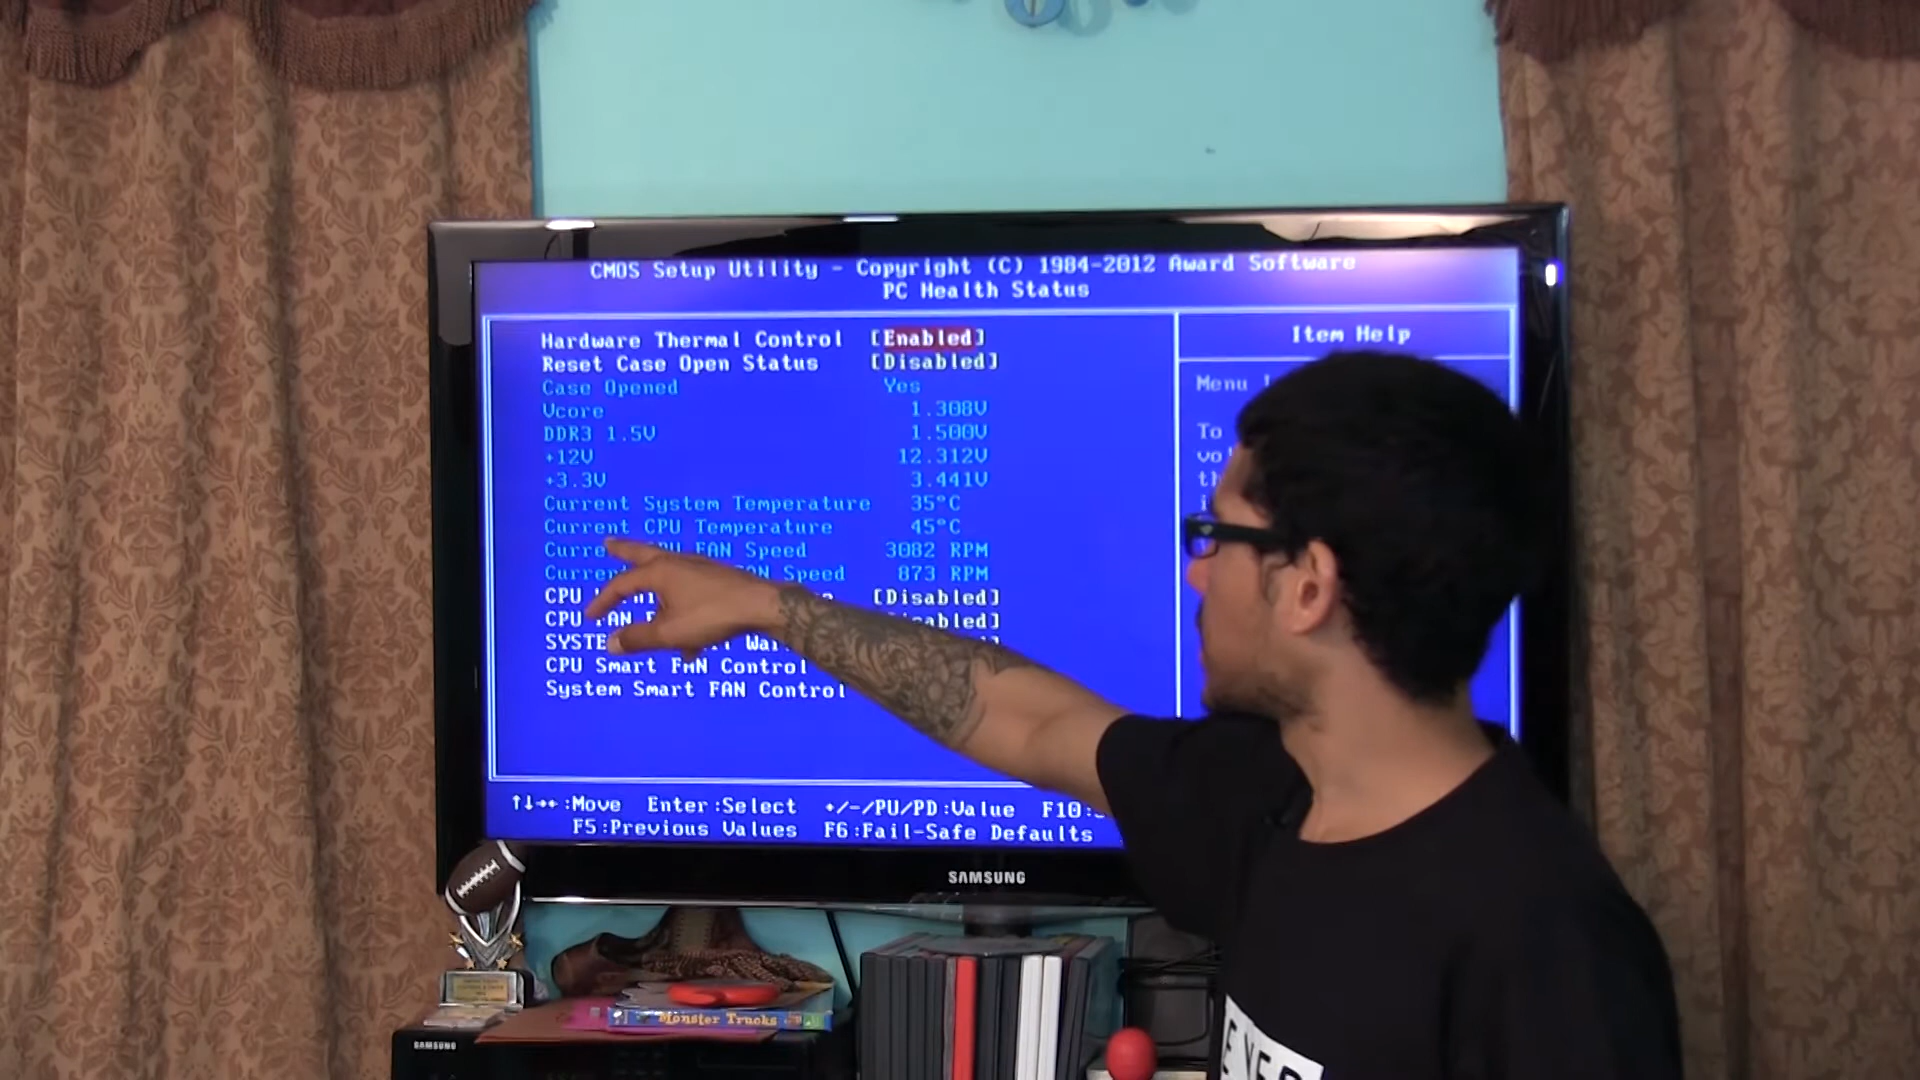 CMOS Setup Utility - Copyright (C) 1984-2012 Award Software
PC Health Status
Hardware Thermal Control [Enabled]
Reset Case Open Status [Disabled]
Case Opened Yes
Vcore 1.308V
DDR3 1.5V 1.500V
+12V 12.312V
+3.3V 3.441V
Current System Temperature 35°C
Current CPU Temperature 45°C
CPU FAN Speed 3082 RPM
FAN Speed 873 RPM
CPU [Disabled]
CPU FAN
CPU Smart FAN Control
System Smart FAN Control
Item Help
Menu
To
↑↓→←:Move Enter:Select +/-/PU/PD:Value F10:
F5:Previous Values F6:Fail-Safe Defaults
SAMSUNG
Monster Trucks
SAMSUNG